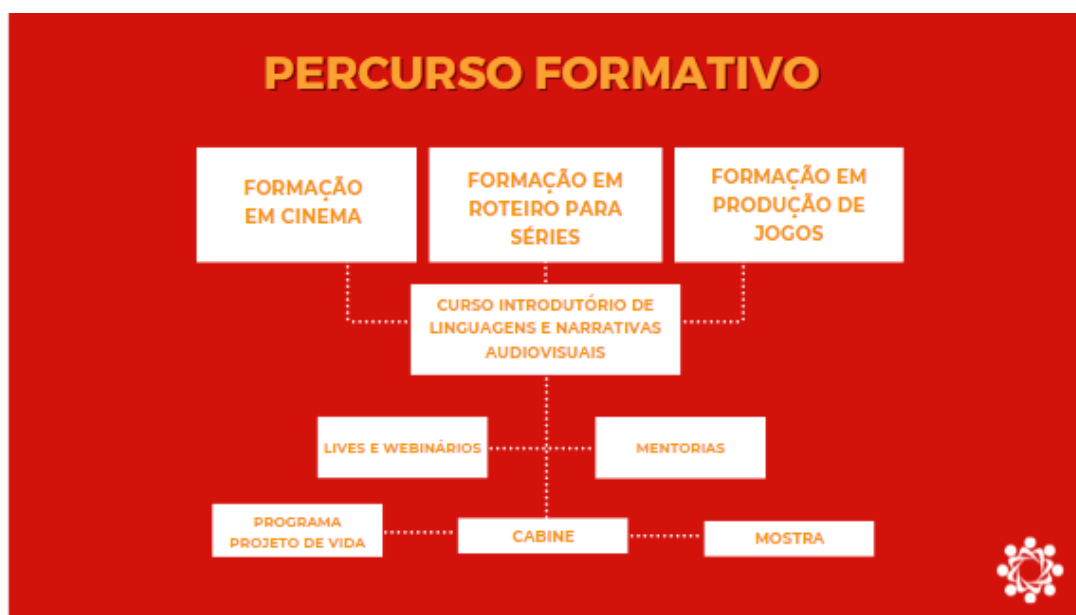 PERCURSO FORMATIVO
FORMAÇÃO
EM CINEMA
FORMAÇÃO EM
ROTEIRO PARA
SÉRIES
FORMAÇÃO EM
PRODUÇÃO DE
JOGOS
CURSO INTRODUTÓRIO DE
LINGUAGENS E NARRATIVAS
AUDIOVISUAIS
LIVES E WEBINÁRIOS
MENTORIAS
PROGRAMA
PROJETO DE VIDA
CABINE
MOSTRA